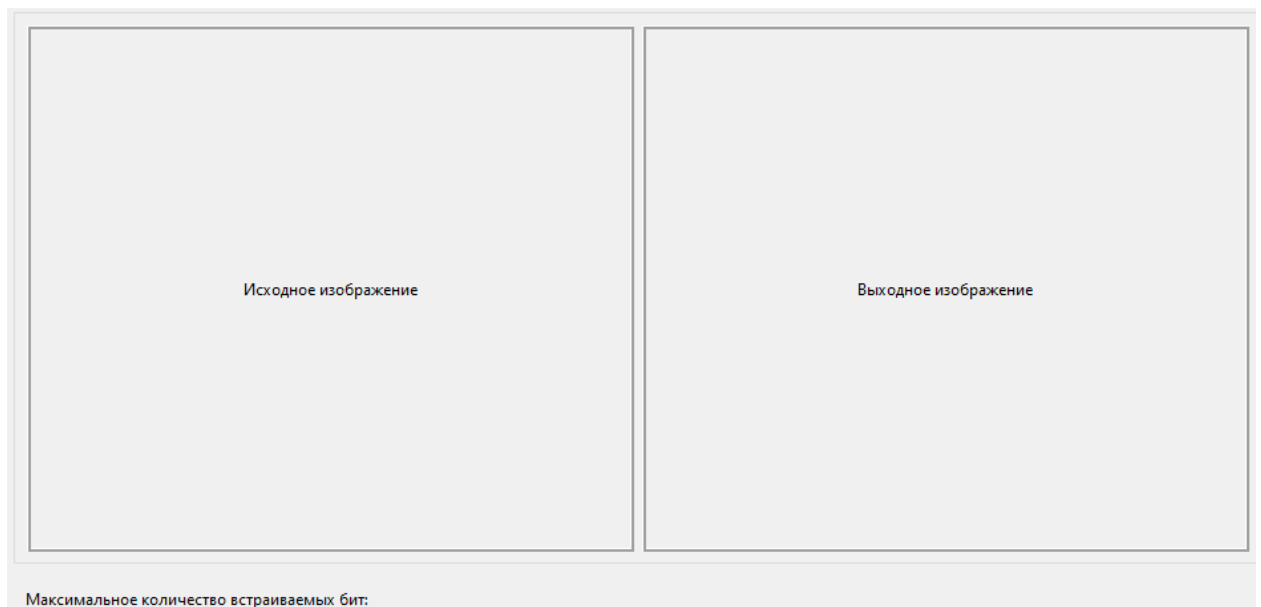 Исходное изображение
Выходное изображение
Максимальное количество встраиваемых бит: